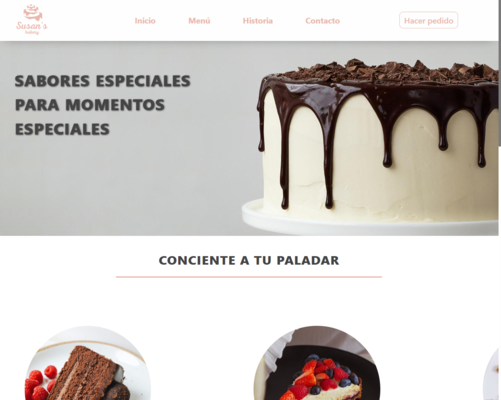 Susan's
bakery
Inicio
Menú
Historia
Contacto
Hacer pedido
SABORES ESPECIALES
PARA MOMENTOS
ESPECIALES
CONCIENTE A TU PALADAR